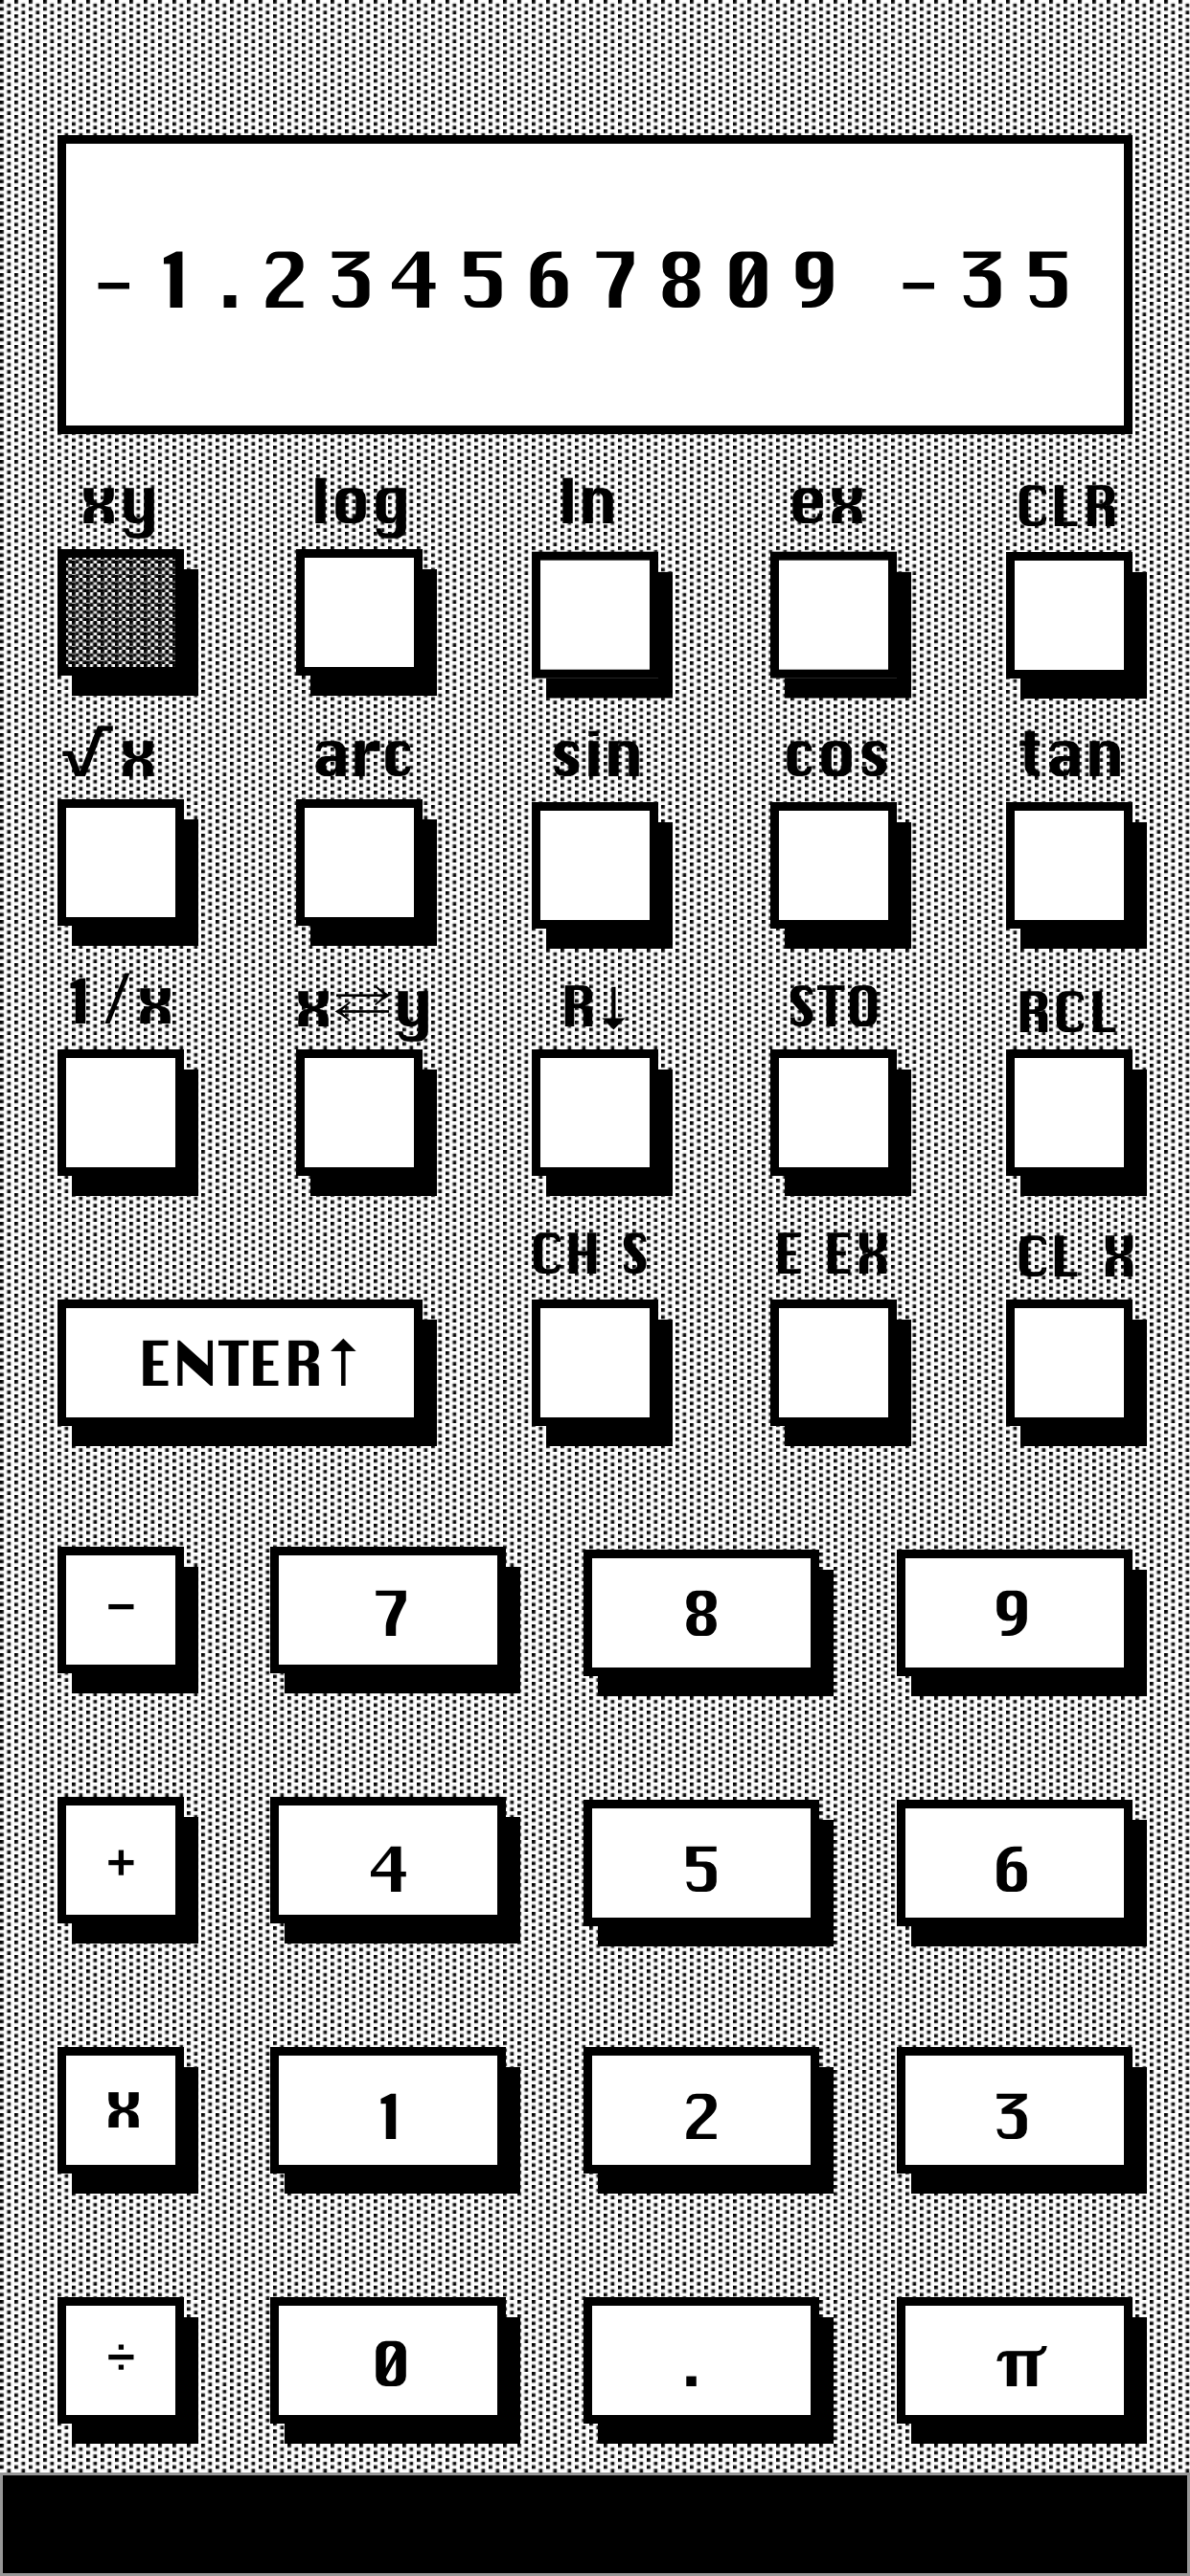 -1.234567809 -35
xy log ln ex CLR
√x arc sin cos tan
1/x x⇄y R↓ STO RCL
CH S E EX CL X
ENTER↑
- 7 8 9
+ 4 5 6
x 1 2 3
÷ 0 . π